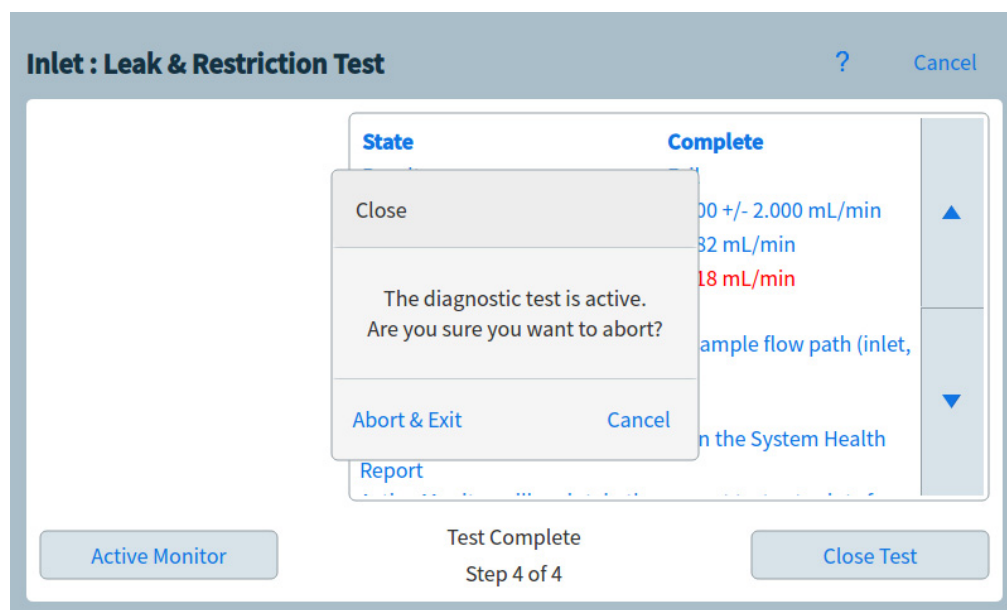 Inlet : Leak & Restriction Test
?
Cancel
State Complete
00 +/- 2.000 mL/min
82 mL/min
18 mL/min
ample flow path (inlet,
n the System Health
Report
Close
The diagnostic test is active.
Are you sure you want to abort?
Abort & Exit
Cancel
Active Monitor
Test Complete
Step 4 of 4
Close Test